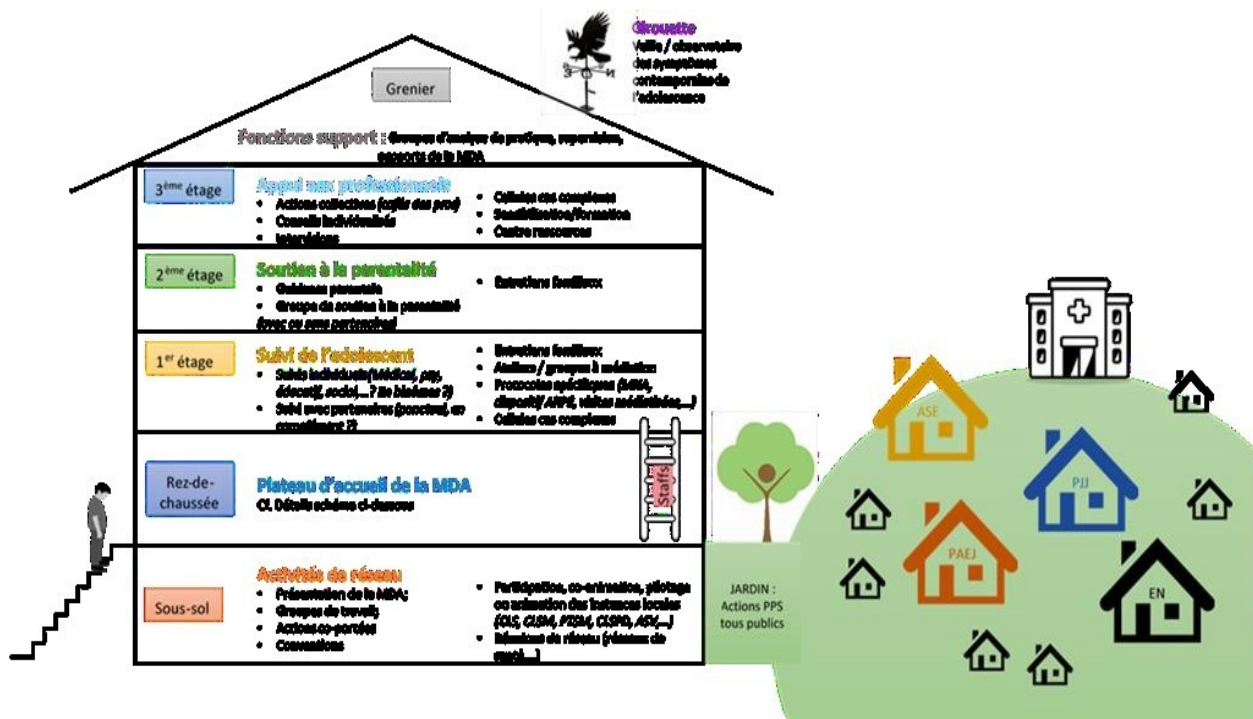 Girouette
Veille / observatoire
des symptômes
contemporains de
l'adolescence
Grenier
Fonctions support : Groupes d'analyse de pratique, supervision,
de la MDA
3ème étage
Appui aux professionnels
• Actions collectives (cafés des pros)
• Conseils individualisés
• Intervisions
• Cellules cas complexes
• Sensibilisation/formation
• Centre ressources
2ème étage
Soutien à la parentalité
• Guidance parentale
• Groupe de soutien à la parentalité
(avec ou sans partenaires)
• Entretiens familiaux
1er étage
Suivi de l'adolescent
• Suivis individuels (Médical, psy,
éducatif, social,...? En binômes ?)
• Suivi avec partenaires (ponctuel, en
complément ?)
• Entretiens familiaux
• Ateliers / groupes à médiation
• Protocoles spécifiques (MNA,
dispositif visites médiatisées,...)
• Cellules cas complexes
Rez-de-
chaussée
Plateau d'accueil de la MDA
Cf. Détails schéma ci-dessous
Staffs
Sous-sol
Activités de réseau
• Présentation de la MDA;
• Groupes de travail;
• Actions co-portées
• Conventions
• Participation, co-animation, pilotage
ou animation des instances locales
(CLS, CLSM, PTSM, CLSPD, ASV,...)
• Réunions de réseau (réseaux de
JARDIN :
Actions PPS
tous publics
ASE
PJJ
PAEJ
EN
З
И